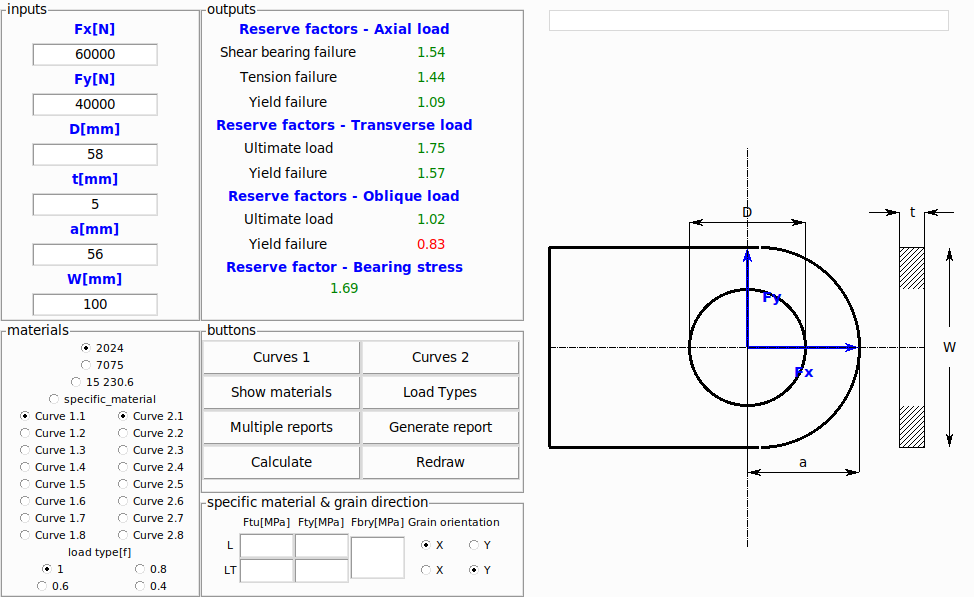 inputs
Fx[N]
60000
Fy[N]
40000
D[mm]
58
t[mm]
5
a[mm]
56
W[mm]
100
outputs
Reserve factors - Axial load
Shear bearing failure 1.54
Tension failure 1.44
Yield failure 1.09
Reserve factors - Transverse load
Ultimate load 1.75
Yield failure 1.57
Reserve factors - Oblique load
Ultimate load 1.02
Yield failure 0.83
Reserve factor - Bearing stress
1.69
materials
2024
7075
15 230.6
specific_material
Curve 1.1 Curve 2.1
Curve 1.2 Curve 2.2
Curve 1.3 Curve 2.3
Curve 1.4 Curve 2.4
Curve 1.5 Curve 2.5
Curve 1.6 Curve 2.6
Curve 1.7 Curve 2.7
Curve 1.8 Curve 2.8
load type[f]
1 0.8
0.6 0.4
buttons
Curves 1 Curves 2
Show materials Load Types
Multiple reports Generate report
Calculate Redraw
specific material & grain direction
Ftu[MPa] Fty[MPa] Fbry[MPa] Grain orientation
L X Y
LT X Y
D
t
Fy
W
Fx
a